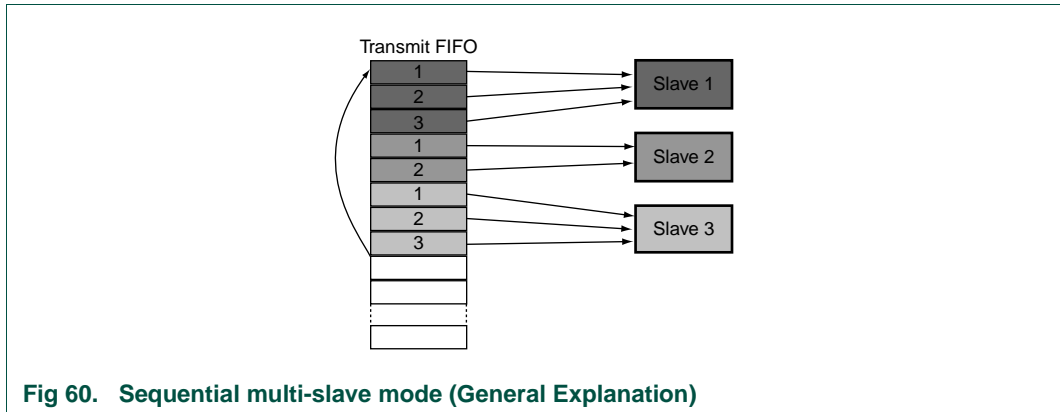 Transmit FIFO
1
2
3
1
2
1
2
3
Slave 1
Slave 2
Slave 3
Fig 60. Sequential multi-slave mode (General Explanation)